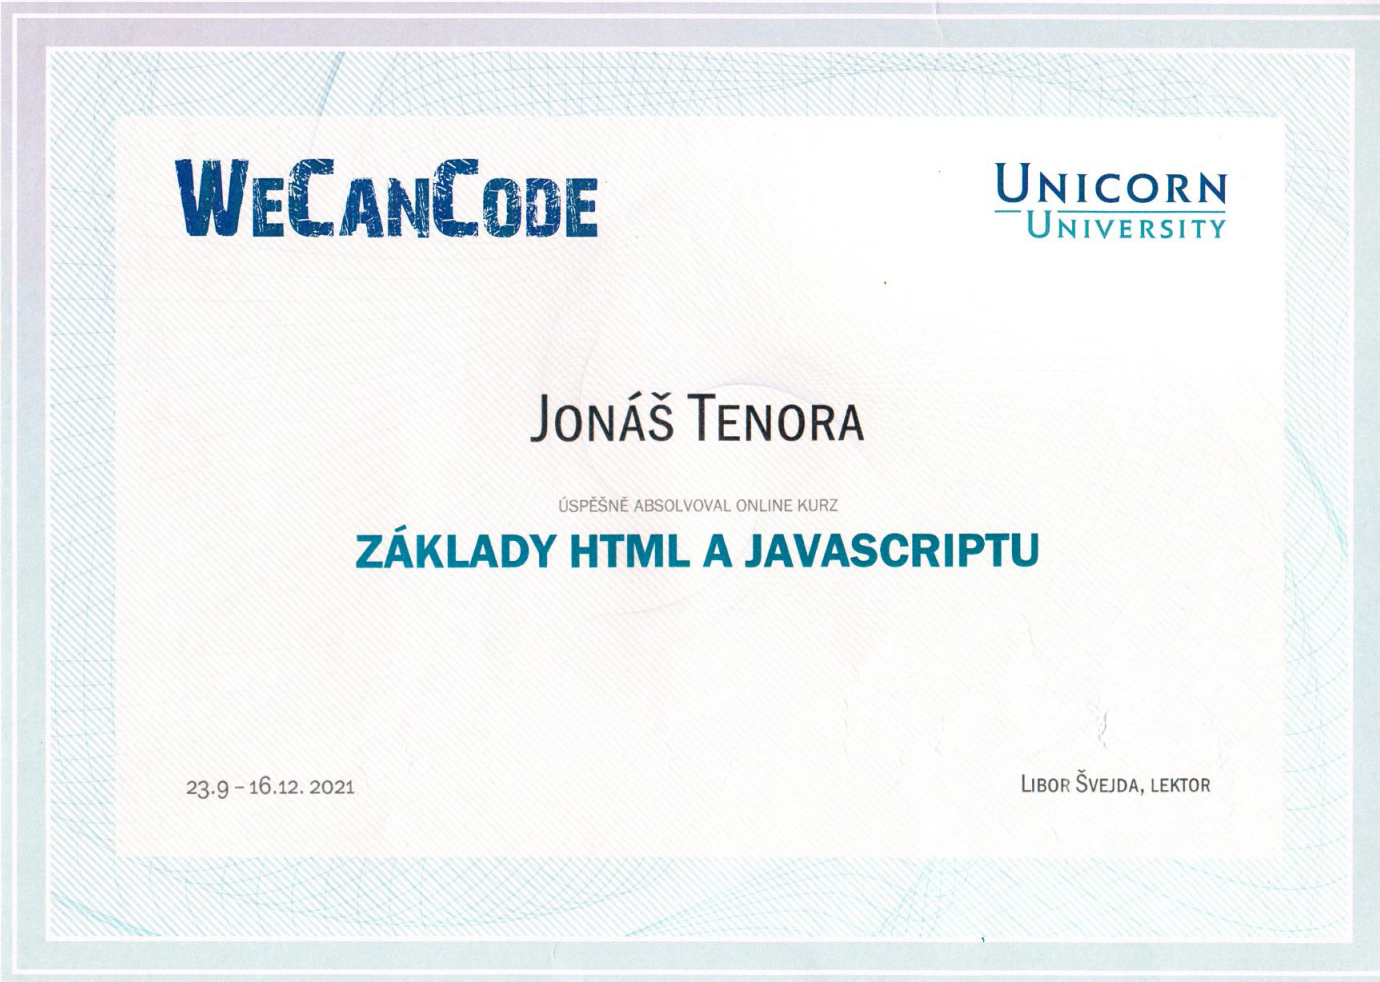 WECANCODE
UNICORN
UNIVERSITY
JONÁŠ TENORA
ÚSPĚŠNĚ ABSOLVOVAL ONLINE KURZ
ZÁKLADY HTML A JAVASCRIPTU
23.9 – 16.12. 2021
LIBOR ŠVEJDA, LEKTOR